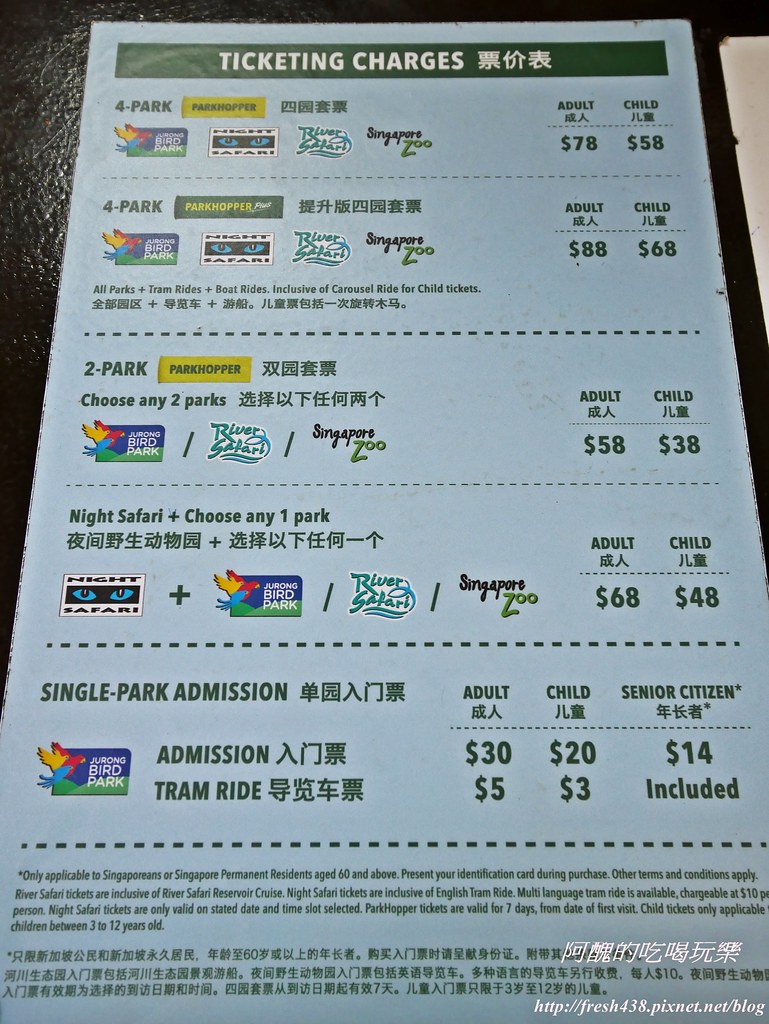 TICKETING CHARGES 票价表
4-PARK PARKHOPPER 四园套票 ADULT CHILD
成人 儿童
JURONG BIRD PARK NIGHT SAFARI River Safari Singapore Zoo $78 $58
4-PARK PARKHOPPER Plus 提升版四园套票 ADULT CHILD
成人 儿童
JURONG BIRD PARK NIGHT SAFARI River Safari Singapore Zoo $88 $68
All Parks + Tram Rides + Boat Rides. Inclusive of Carousel Ride for Child tickets.
全部园区 + 导览车 + 游船。儿童票包括一次旋转木马。
2-PARK PARKHOPPER 双园套票
Choose any 2 parks 选择以下任何两个 ADULT CHILD
成人 儿童
JURONG BIRD PARK / River Safari / Singapore Zoo $58 $38
Night Safari + Choose any 1 park
夜间野生动物园 + 选择以下任何一个 ADULT CHILD
成人 儿童
NIGHT SAFARI + JURONG BIRD PARK / River Safari / Singapore Zoo $68 $48
SINGLE-PARK ADMISSION 单园入门票 ADULT CHILD SENIOR CITIZEN*
成人 儿童 年长者*
JURONG BIRD PARK ADMISSION 入门票 $30 $20 $14
TRAM RIDE 导览车票 $5 $3 Included
*Only applicable to Singaporeans or Singapore Permanent Residents aged 60 and above. Present your identification card during purchase. Other terms and conditions apply.
River Safari tickets are inclusive of River Safari Reservoir Cruise. Night Safari tickets are inclusive of English Tram Ride. Multi language tram ride is available, chargeable at $10 pe
person. Night Safari tickets are only valid on stated date and time slot selected. ParkHopper tickets are valid for 7 days, from date of first visit. Child tickets only applicable
children between 3 to 12 years old.
*只限新加坡公民和新加坡永久居民，年龄至60岁或以上的年长者。购买入门票时请呈献身份证。附带其
河川生态园入门票包括河川生态园景观游船。夜间野生动物园入门票包括英语导览车。多种语言的导览车另行收费，每人$10。夜间野生动物园
入门票有效期为选择的到访日期和时间。四园套票从到访日期起有效7天。儿童入门票只限于3岁至12岁的儿童。
阿醜的吃喝玩樂
http://fresh438.pixnet.net/blog